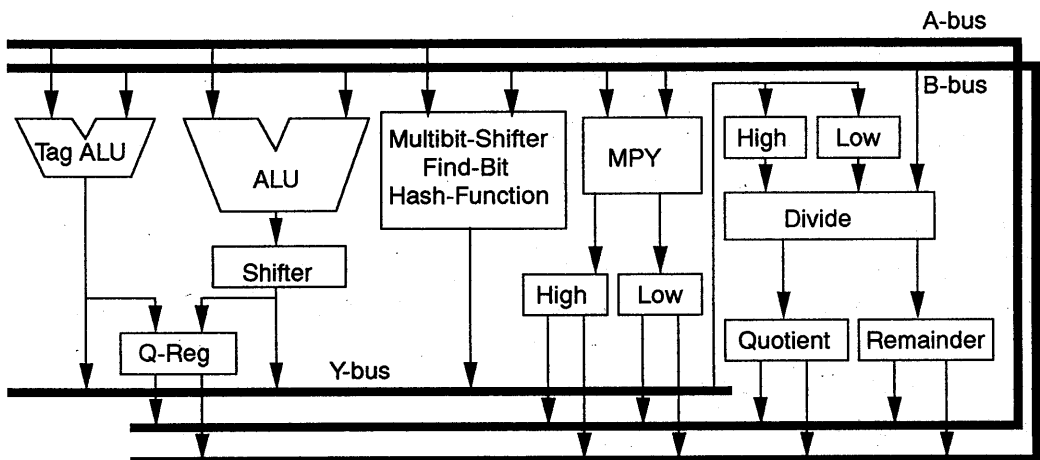 A-bus
B-bus
Tag ALU
ALU
Multibit-Shifter
Find-Bit
Hash-Function
MPY
High
Low
Divide
Shifter
High
Low
Q-Reg
Quotient
Remainder
Y-bus